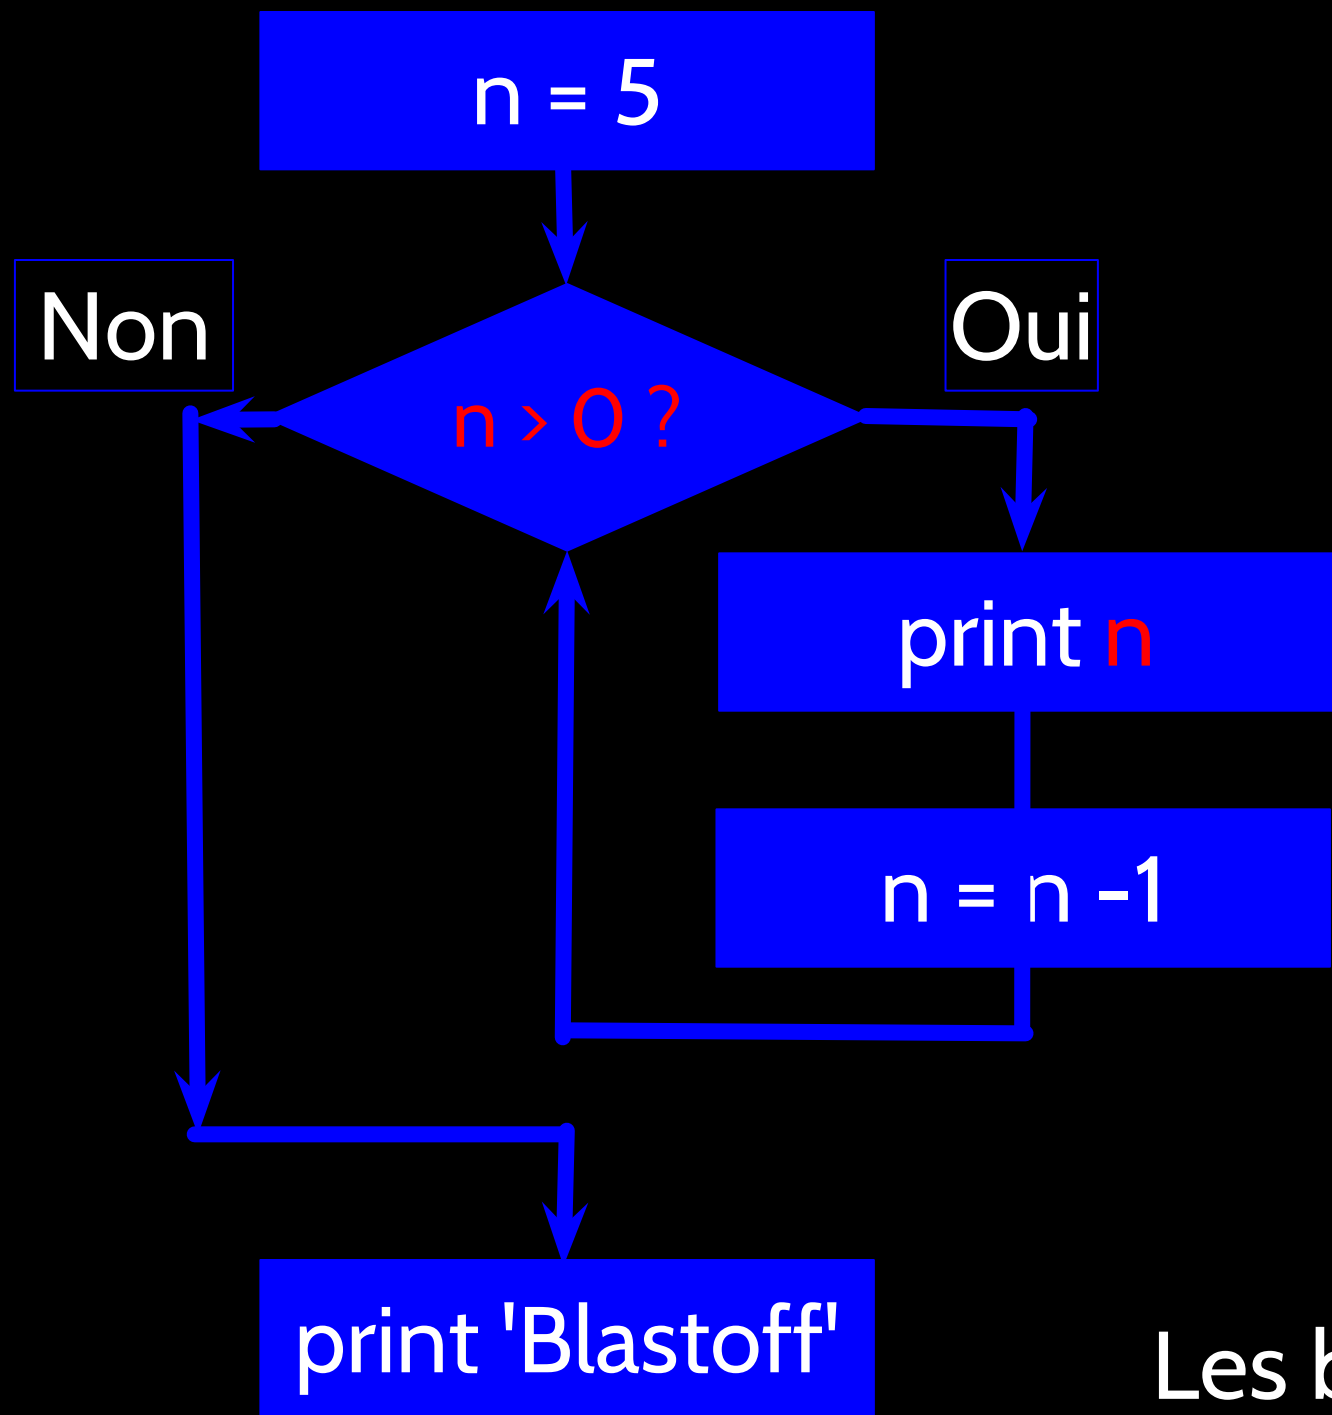 n = 5
Non
Oui
n > 0 ?
print n
n = n -1
print 'Blastoff'
Les